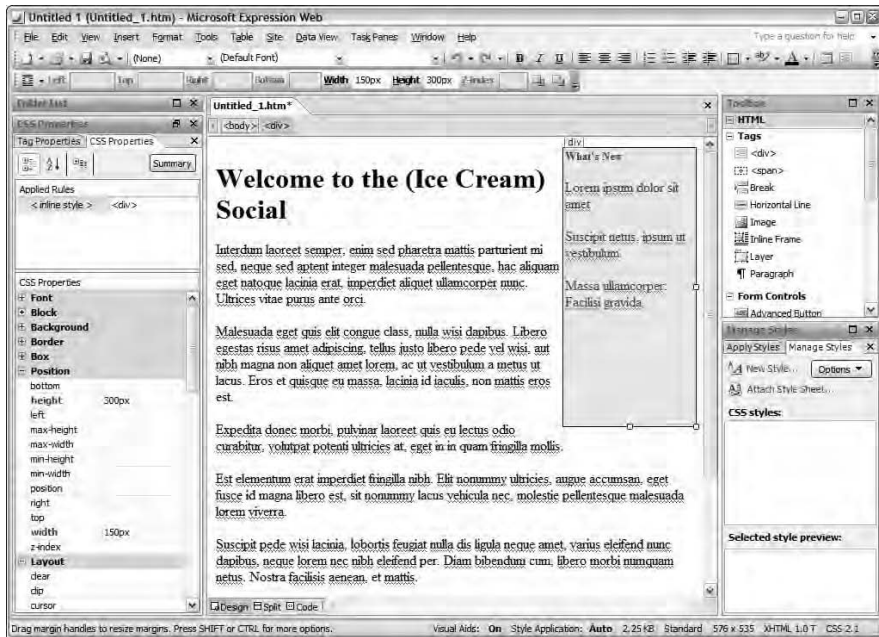 Untitled 1 (Untitled_1.htm) - Microsoft Expression Web
File Edit View Insert Format Tools Table Site Data View Task Panes Window Help
Type a question for help
(None) (Default Font) B I U
Left Top Right Bottom Width 150px Height 300px Z-Index
Folder List
CSS Properties
Tag Properties CSS Properties
Summary
Applied Rules
< inline style > <div>
CSS Properties
Font
Block
Background
Border
Box
Position
bottom
height 300px
left
max-height
max-width
min-height
min-width
position
right
top
width 150px
z-index
Layout
clear
clip
cursor
Untitled_1.htm*
<body> <div>
Welcome to the (Ice Cream)
Social
Interdum laoreet semper, enim sed pharetra mattis parturient mi
sed, neque sed aptent integer malesuada pellentesque, hac aliquam
eget natoque lacinia erat, imperdiet aliquet ullamcorper nunc.
Ultrices vitae purus ante orci.
Malesuada eget quis elit congue class, nulla wisi dapibus. Libero
egestas risus amet adipiscing, tellus justo libero pede vel wisi, aut
nibh magna non aliquet amet lorem, ac ut vestibulum a metus ut
lacus. Eros et quisque eu massa, lacinia id iaculis, non mattis eros
est.
Expedita donec morbi, pulvinar laoreet quis eu lectus odio
curabitur, volutpat potenti ultricies at, eget in in quam fringilla mollis.
Est elementum erat imperdiet fringilla nibh. Elit nonummy ultricies, augue accumsan, eget
fusce id magna libero est, sit nonummy lacus vehicula nec, molestie pellentesque malesuada
lorem viverra.
Suscipit pede wisi lacinia, lobortis feugiat nulla dis ligula neque amet, varius eleifend nunc
dapibus, neque lorem nec nibh eleifend per. Diam bibendum cum, libero morbi numquam
netus. Nostra facilisis aenean, et mattis.
div
What's New
Lorem ipsum dolor sit
amet
Suscipit netus, ipsum ut
vestibulum
Massa ullamcorper:
Facilisi gravida
Design Split Code
Toolbox
HTML
Tags
<div>
<span>
Break
Horizontal Line
Image
Inline Frame
Layer
Paragraph
Form Controls
Advanced Button
Manage Styles
Apply Styles Manage Styles
New Style... Options
Attach Style Sheet...
CSS styles:
Selected style preview:
Drag margin handles to resize margins. Press SHIFT or CTRL for more options.
Visual Aids: On Style Application: Auto 2.25 KB Standard 576 x 535 XHTML 1.0 T CSS 2.1